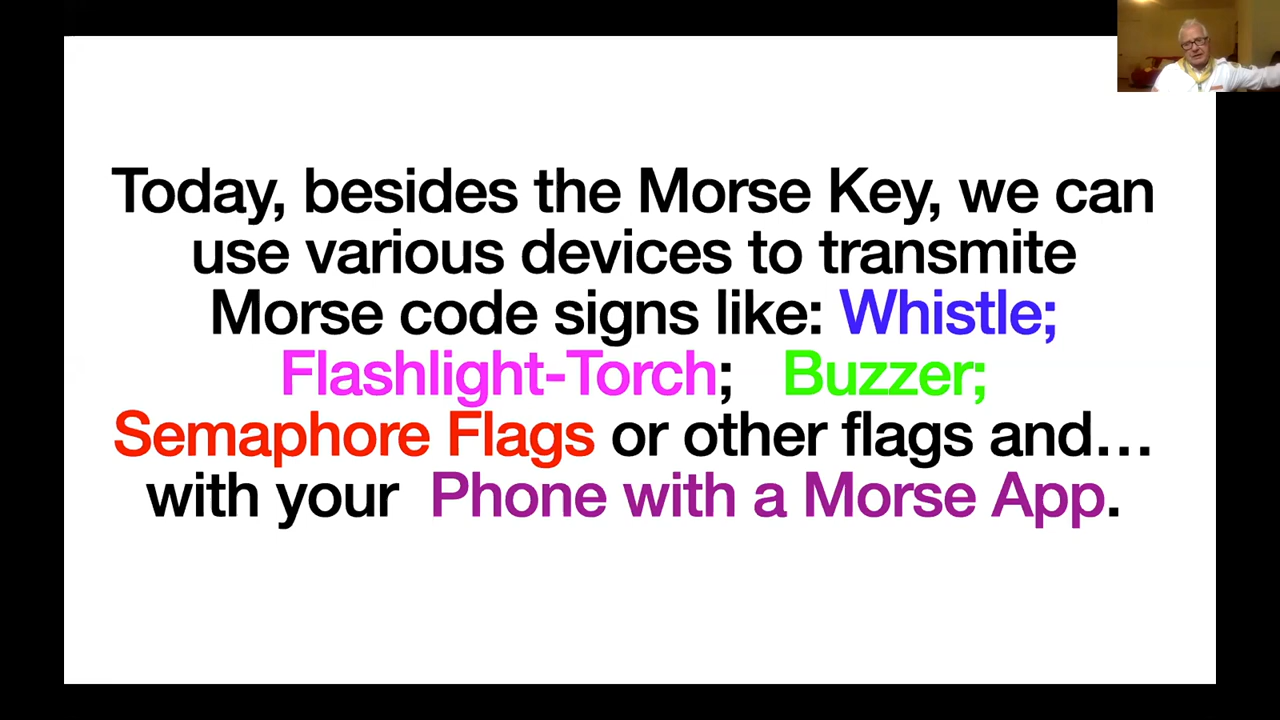 Today, besides the Morse Key, we can
use various devices to transmite
Morse code signs like: Whistle;
Flashlight-Torch; Buzzer;
Semaphore Flags or other flags and…
with your Phone with a Morse App.